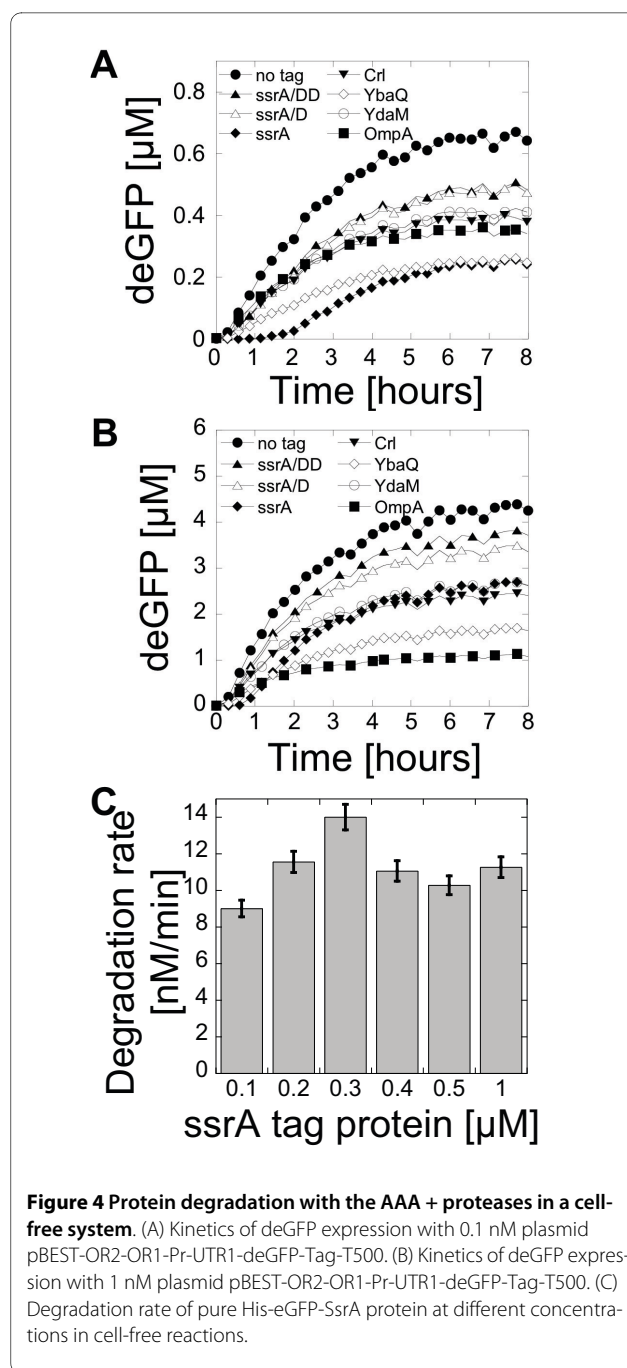 A
no tag
ssrA/DD
ssrA/D
ssrA
Crl
YbaQ
YdaM
OmpA
deGFP [µM]
0.8
0.6
0.4
0.2
0
0 1 2 3 4 5 6 7 8
Time [hours]
B
no tag
ssrA/DD
ssrA/D
ssrA
Crl
YbaQ
YdaM
OmpA
deGFP [µM]
6
5
4
3
2
1
0
0 1 2 3 4 5 6 7 8
Time [hours]
C
Degradation rate
[nM/min]
14
12
10
8
6
4
2
0
0.1 0.2 0.3 0.4 0.5 1
ssrA tag protein [µM]
Figure 4 Protein degradation with the AAA + proteases in a cell-
free system. (A) Kinetics of deGFP expression with 0.1 nM plasmid
pBEST-OR2-OR1-Pr-UTR1-deGFP-Tag-T500. (B) Kinetics of deGFP expres-
sion with 1 nM plasmid pBEST-OR2-OR1-Pr-UTR1-deGFP-Tag-T500. (C)
Degradation rate of pure His-eGFP-SsrA protein at different concentra-
tions in cell-free reactions.